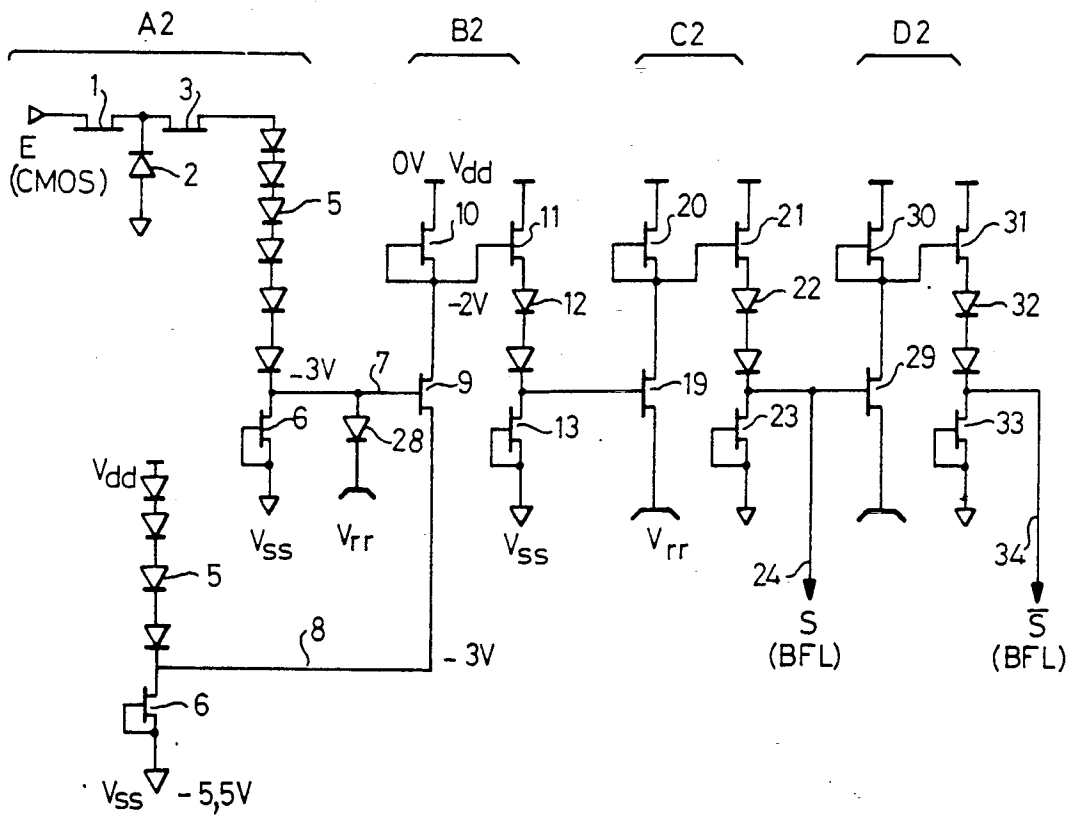 A2
B2
C2
D2
1
3
E
(CMOS)
2
5
0V
Vdd
10
11
20
21
30
31
-2V
12
22
32
-3V
7
9
19
29
6
28
13
23
33
Vdd
Vss
Vrr
Vss
Vrr
5
24
34
S
(BFL)
S̅
(BFL)
8
-3V
6
Vss
-5,5V